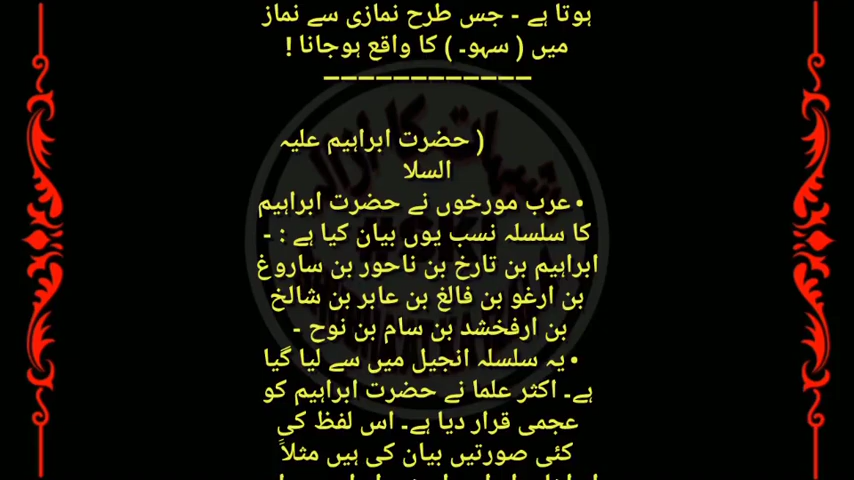 ہوتا ہے - جس طرح نمازی سے نماز
میں ( سہو۔ ) کا واقع ہوجانا !
−−−−−−−−−−−−
( حضرت ابراہیم علیہ
السلا
• عرب مورخوں نے حضرت ابراہیم
کا سلسلہ نسب یوں بیان کیا ہے : -
ابراہیم بن تارخ بن ناحور بن ساروغ
بن ارغو بن فالغ بن عابر بن شالخ
بن ارفخشد بن سام بن نوح -
• یہ سلسلہ انجیل میں سے لیا گیا
ہے۔ اکثر علما نے حضرت ابراہیم کو
عجمی قرار دیا ہے۔ اس لفظ کی
کئی صورتیں بیان کی ہیں مثلاََ